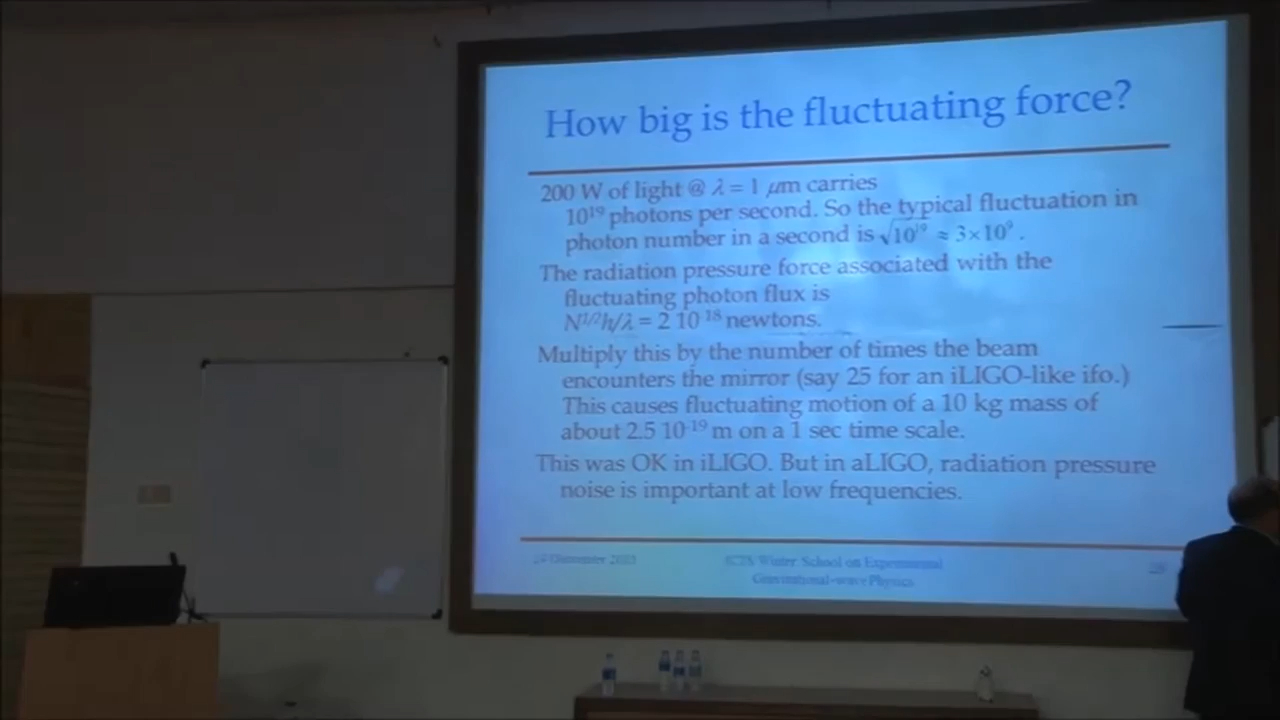 How big is the fluctuating force?
200 W of light @ λ = 1 μm carries
10¹⁹ photons per second. So the typical fluctuation in
photon number in a second is √10¹⁹ ≈ 3×10⁹ .
The radiation pressure force associated with the
fluctuating photon flux is
N¹ᐟ²h/λ = 2 10⁻¹⁸ newtons.
Multiply this by the number of times the beam
encounters the mirror (say 25 for an iLIGO-like ifo.)
This causes fluctuating motion of a 10 kg mass of
about 2.5 10⁻¹⁹ m on a 1 sec time scale.
This was OK in iLIGO. But in aLIGO, radiation pressure
noise is important at low frequencies.
ICTS Winter School on Experimental
Gravitational-wave Physics